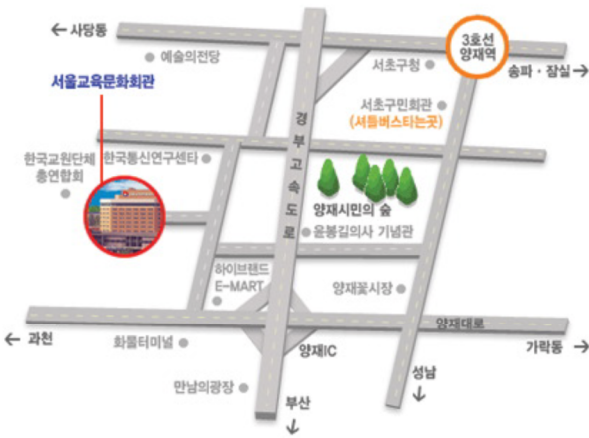 ← 사당동
3호선
양재역
예술의전당
서초구청
송파 · 잠실 →
서울교육문화회관
서초구민회관
(셔틀버스타는곳)
경부고속도로
한국교원단체
총연합회
한국통신연구센타
양재시민의 숲
윤봉길의사 기념관
하이브랜드
E-MART
양재꽃시장
양재대로
← 과천
화물터미널
양재IC
가락동 →
성남
만남의광장
부산